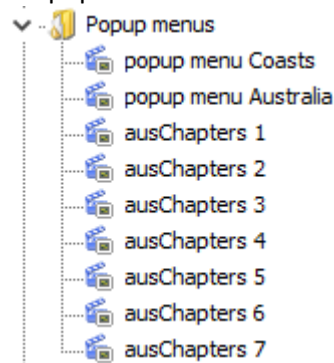 Popup menus
popup menu Coasts
popup menu Australia
ausChapters 1
ausChapters 2
ausChapters 3
ausChapters 4
ausChapters 5
ausChapters 6
ausChapters 7